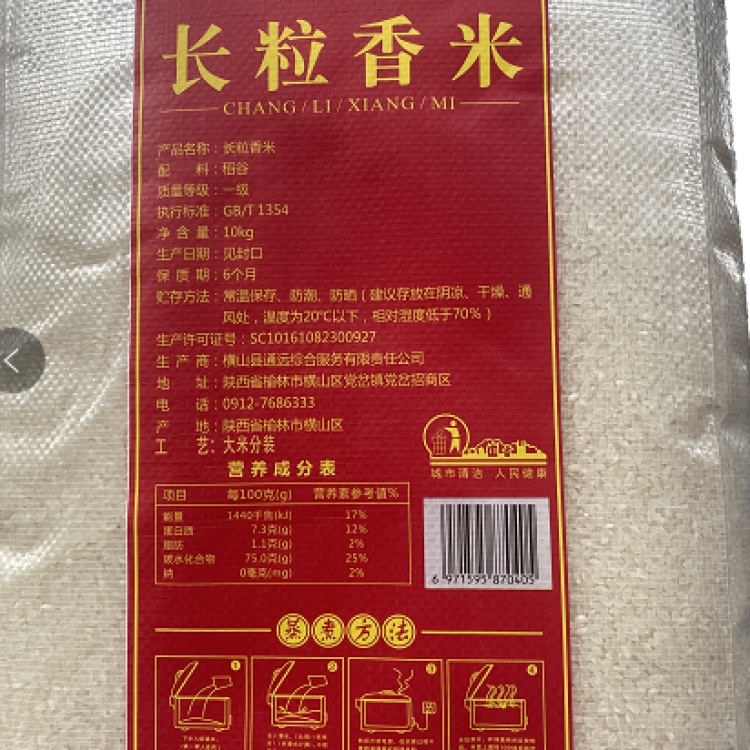 长粒香米
CHANG/LI/XIANG/MI
产品名称：长粒香米
配 料：稻谷
质量等级：一级
执行标准：GB/T 1354
净 含 量：10kg
生产日期：见封口
保 质 期：6个月
贮存方法：常温保存、防潮、防晒（建议存放在阴凉、干燥、通
风处，温度为20℃以下，相对湿度低于70%）
生产许可证号：SC10161082300927
生 产 商：横山县通远综合服务有限责任公司
地 址：陕西省榆林市横山区党岔镇党岔招商区
电 话：0912-7686333
产 地：陕西省榆林市横山区
工 艺：大米分装
城市清洁 人民健康
营养成分表
项目 每100克(g) 营养素参考值%
能量 1440千焦(kJ) 17%
蛋白质 7.3克(g) 12%
脂肪 1.1克(g) 2%
碳水化合物 75.0克(g) 25%
钠 0毫克(mg) 2%
6 971595 870405
蒸煮方法
1 2 3 4